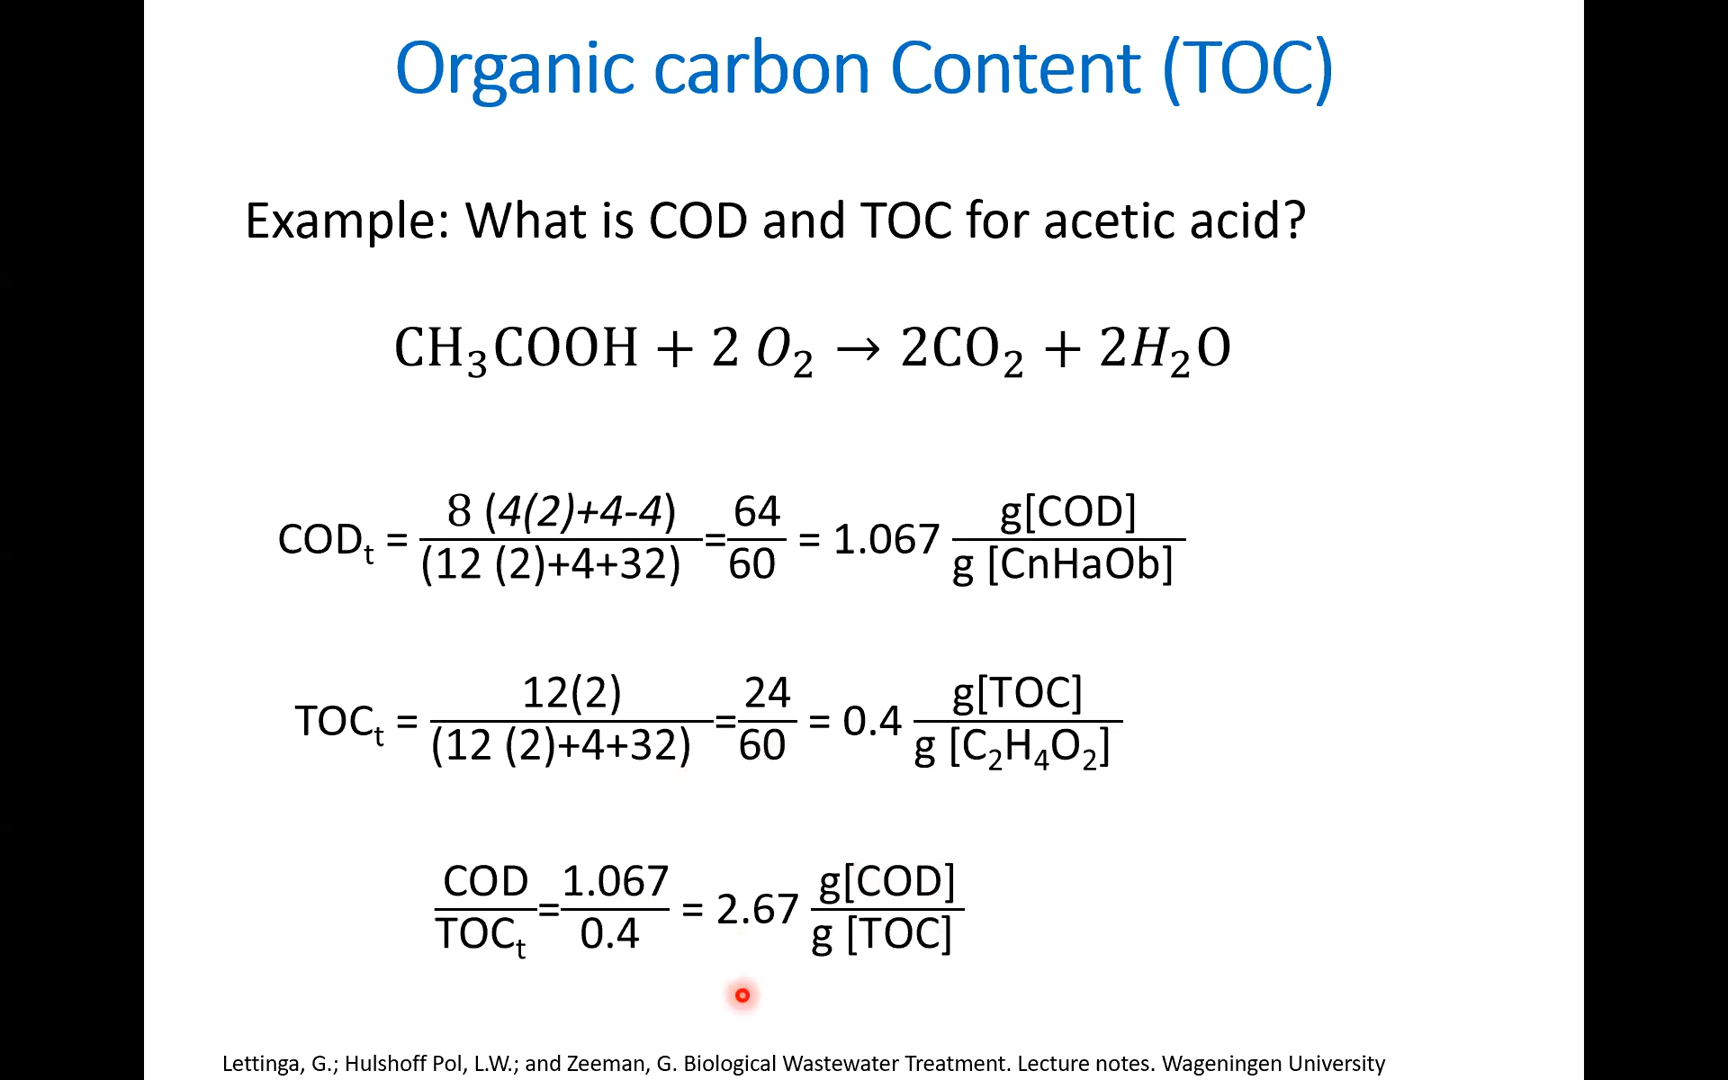 Organic carbon Content (TOC)
Example: What is COD and TOC for acetic acid?
CH₃COOH + 2 O₂ → 2CO₂ + 2H₂O
CODₜ = 8 (4(2)+4-4) / (12 (2)+4+32) = 64 / 60 = 1.067 g[COD] / g [CnHaOb]
TOCₜ = 12(2) / (12 (2)+4+32) = 24 / 60 = 0.4 g[TOC] / g [C₂H₄O₂]
COD / TOCₜ = 1.067 / 0.4 = 2.67 g[COD] / g [TOC]
Lettinga, G.; Hulshoff Pol, L.W.; and Zeeman, G. Biological Wastewater Treatment. Lecture notes. Wageningen University